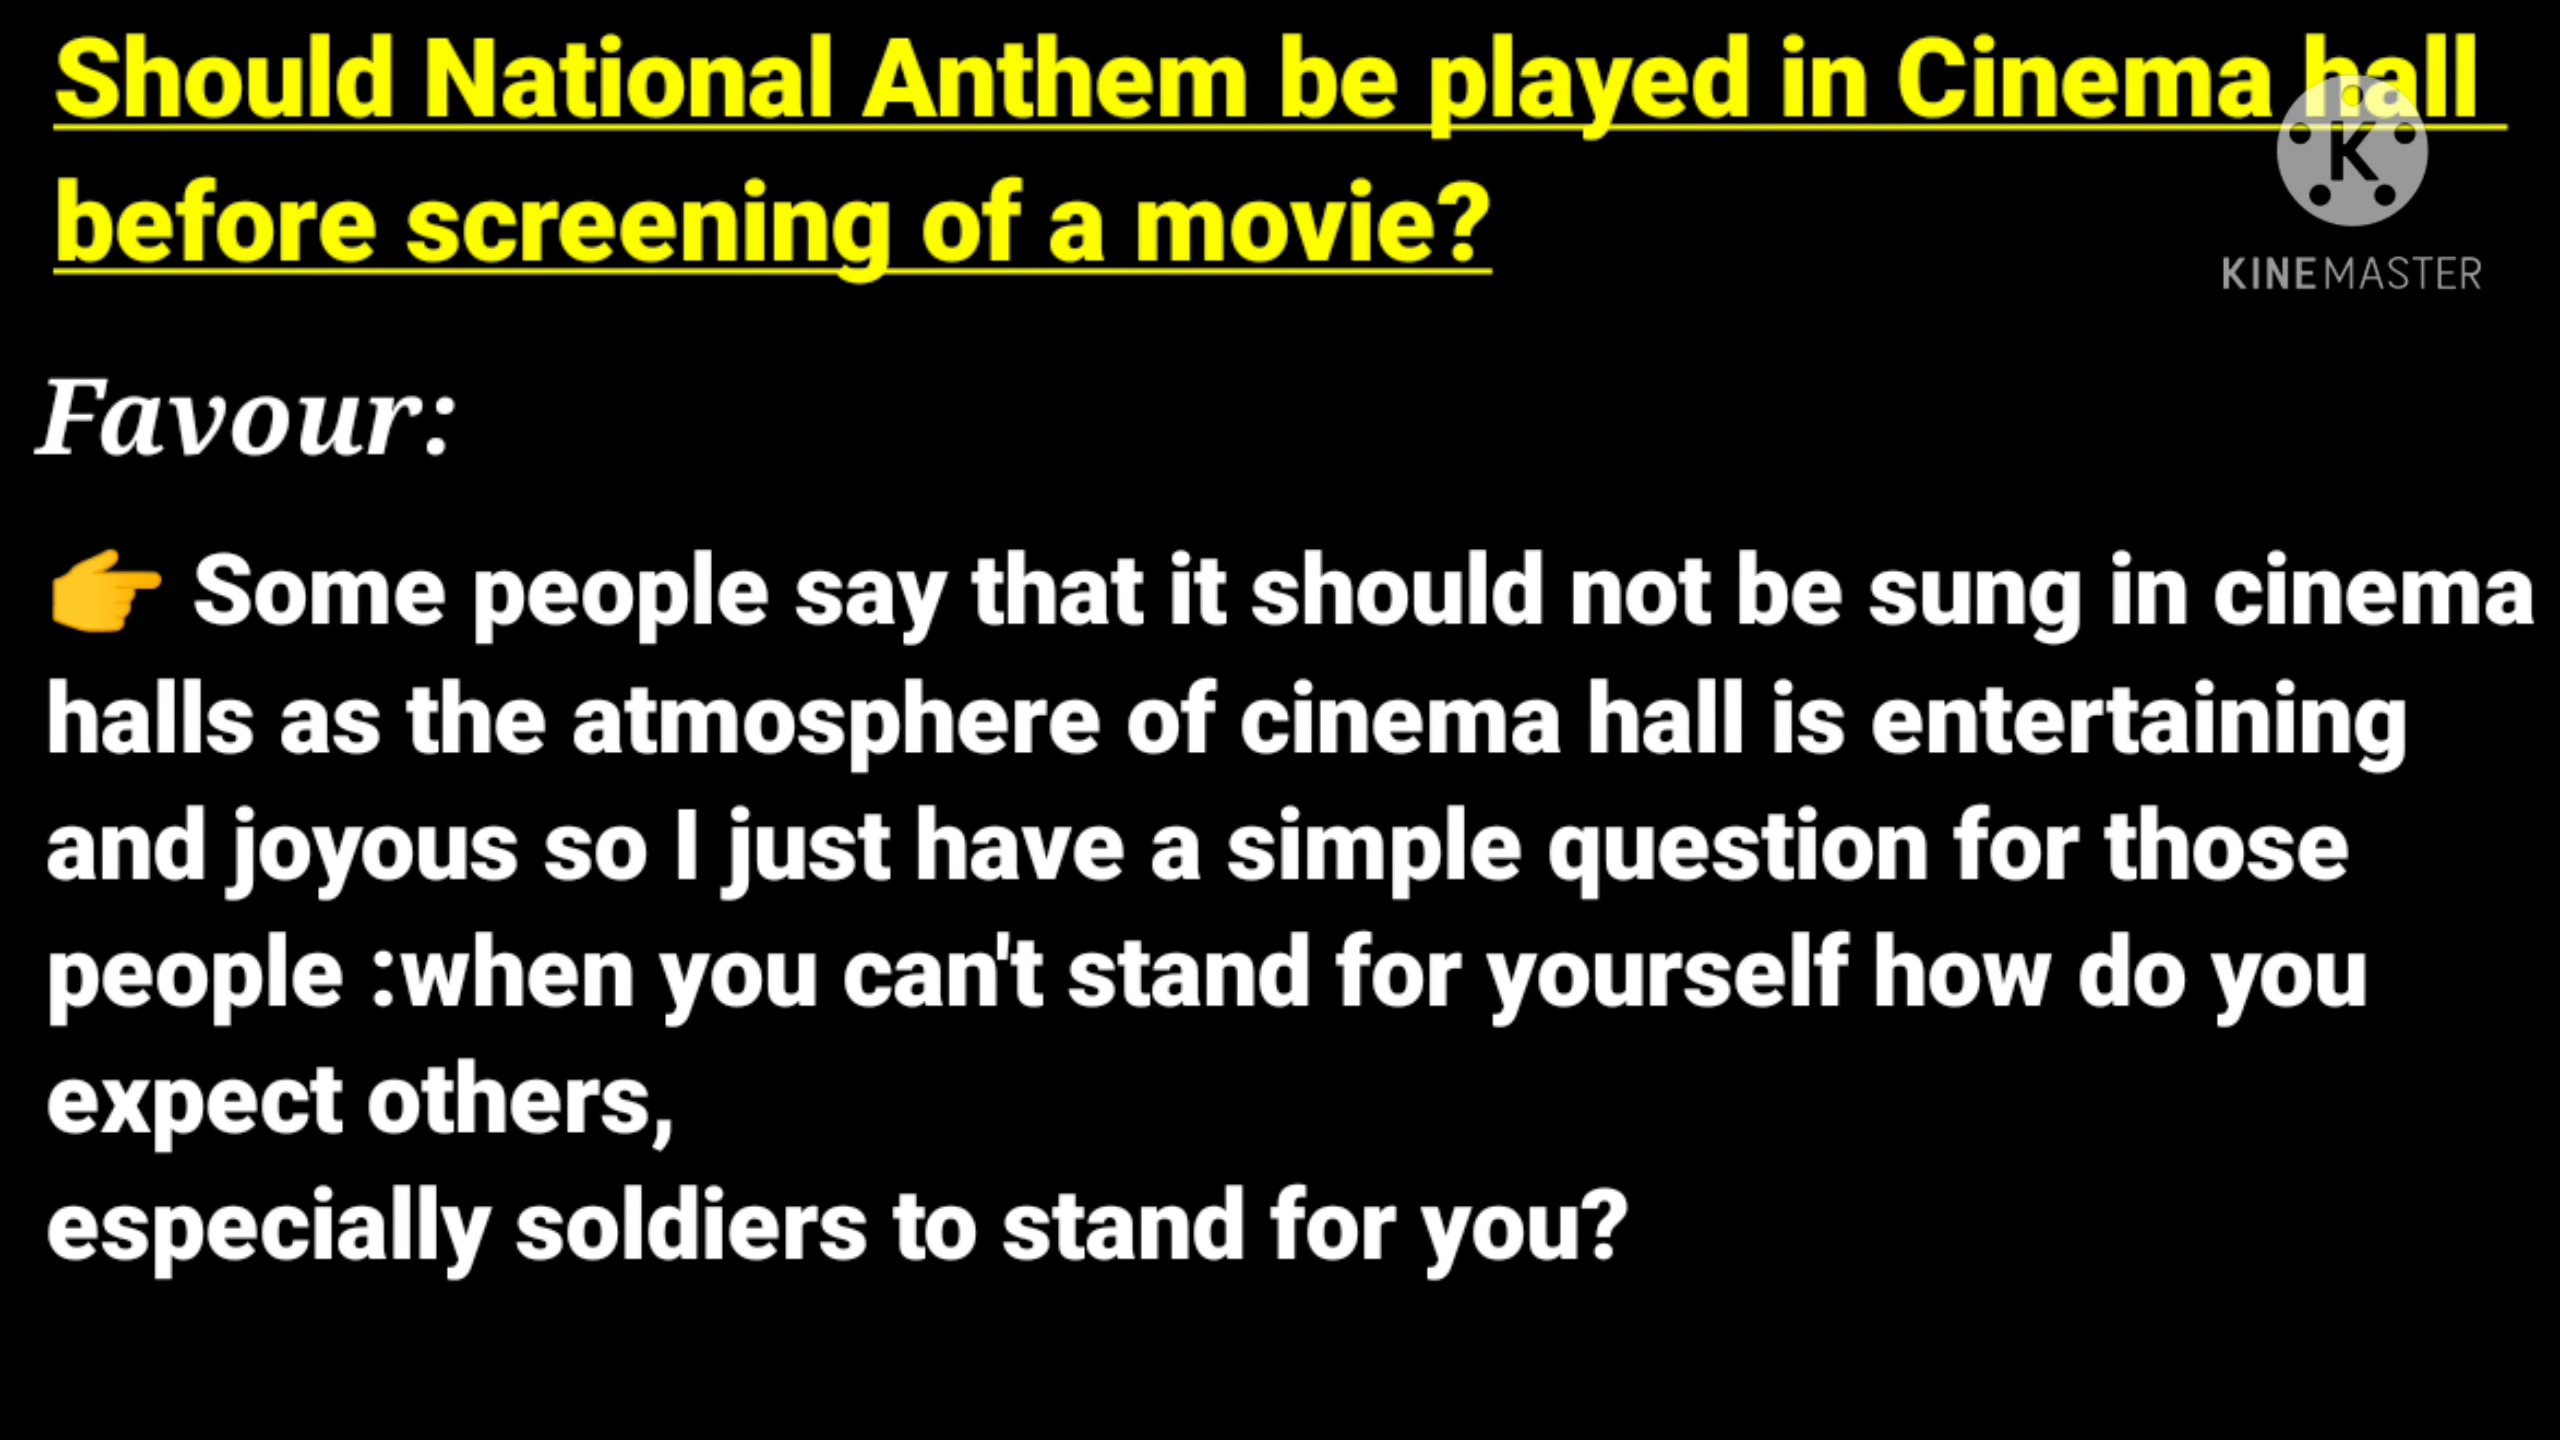 Should National Anthem be played in Cinema hall
before screening of a movie?
K
KINEMASTER
Favour:
👉 Some people say that it should not be sung in cinema
halls as the atmosphere of cinema hall is entertaining
and joyous so I just have a simple question for those
people :when you can't stand for yourself how do you
expect others,
especially soldiers to stand for you?